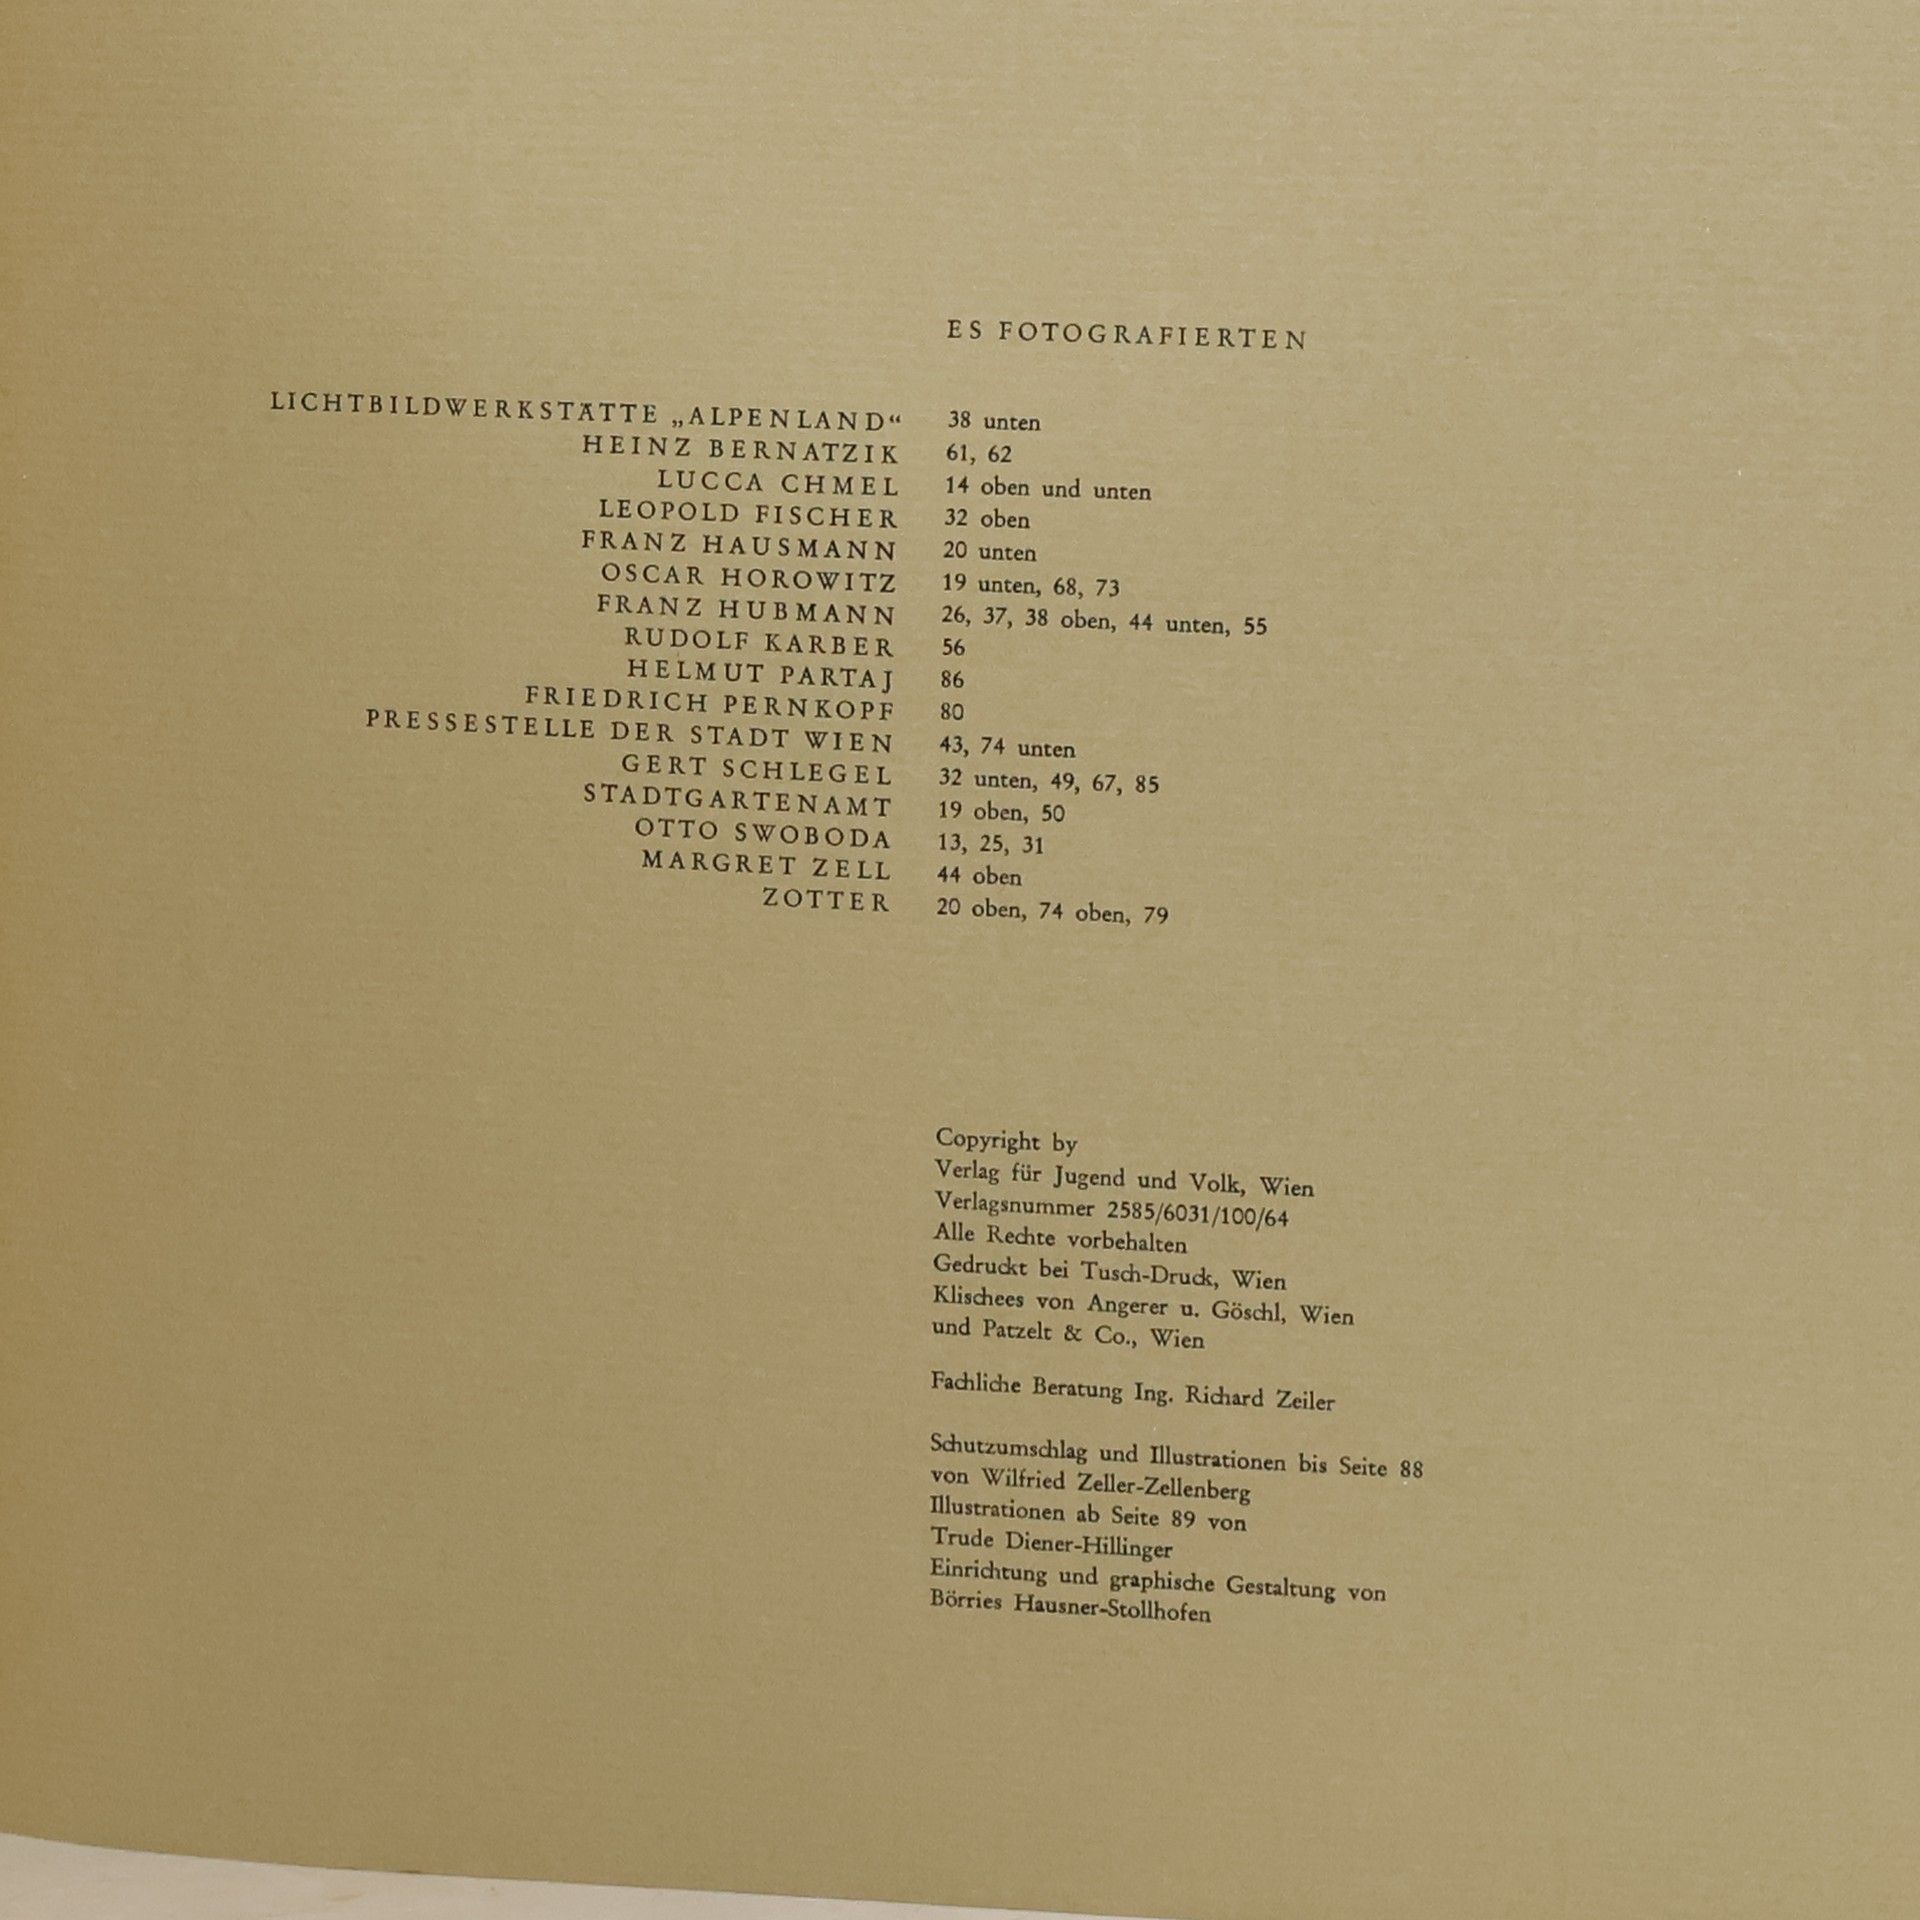 ES FOTOGRAFIERTEN
LICHTBILDWERKSTÄTTE „ALPENLAND“ 38 unten
HEINZ BERNATZIK 61, 62
LUCCA CHMEL 14 oben und unten
LEOPOLD FISCHER 32 oben
FRANZ HAUSMANN 20 unten
OSCAR HOROWITZ 19 unten, 68, 73
FRANZ HUBMANN 26, 37, 38 oben, 44 unten, 55
RUDOLF KARBER 56
HELMUT PARTAJ 86
FRIEDRICH PERNKOPF 80
PRESSESTELLE DER STADT WIEN 43, 74 unten
GERT SCHLEGEL 32 unten, 49, 67, 85
STADTGARTENAMT 19 oben, 50
OTTO SWOBODA 13, 25, 31
MARGRET ZELL 44 oben
ZOTTER 20 oben, 74 oben, 79
Copyright by
Verlag für Jugend und Volk, Wien
Verlagsnummer 2585/6031/100/64
Alle Rechte vorbehalten
Gedruckt bei Tusch-Druck, Wien
Klischees von Angerer u. Göschl, Wien
und Patzelt & Co., Wien
Fachliche Beratung Ing. Richard Zeiler
Schutzumschlag und Illustrationen bis Seite 88
von Wilfried Zeller-Zellenberg
Illustrationen ab Seite 89 von
Trude Diener-Hillinger
Einrichtung und graphische Gestaltung von
Börries Hausner-Stollhofen